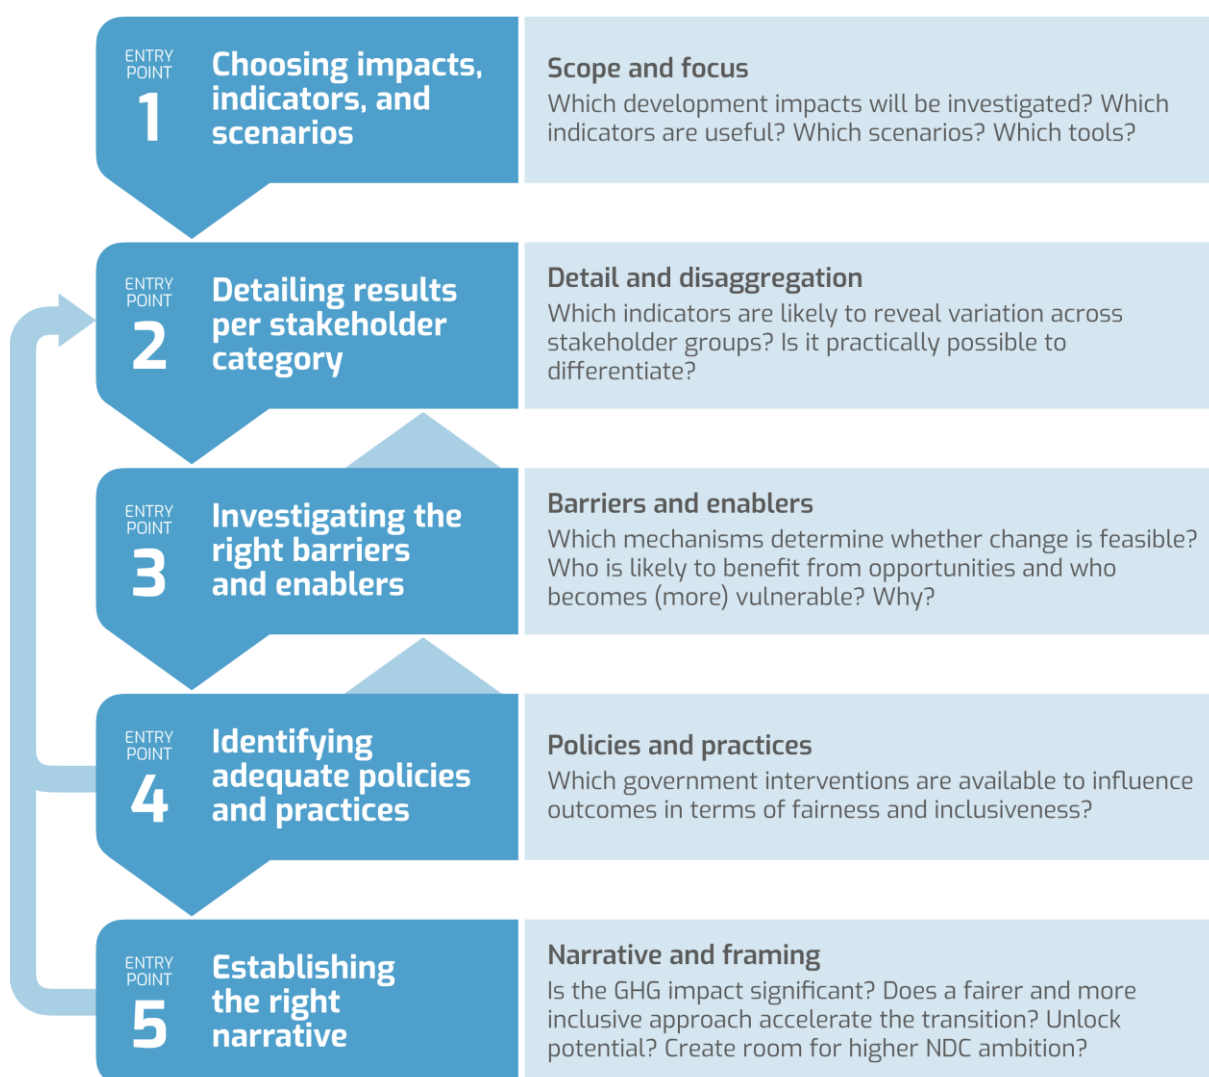 ENTRY
POINT
1
Choosing impacts,
indicators, and
scenarios
Scope and focus
Which development impacts will be investigated? Which
indicators are useful? Which scenarios? Which tools?
ENTRY
POINT
2
Detailing results
per stakeholder
category
Detail and disaggregation
Which indicators are likely to reveal variation across
stakeholder groups? Is it practically possible to
differentiate?
ENTRY
POINT
3
Investigating the
right barriers
and enablers
Barriers and enablers
Which mechanisms determine whether change is feasible?
Who is likely to benefit from opportunities and who
becomes (more) vulnerable? Why?
ENTRY
POINT
4
Identifying
adequate policies
and practices
Policies and practices
Which government interventions are available to influence
outcomes in terms of fairness and inclusiveness?
ENTRY
POINT
5
Establishing
the right
narrative
Narrative and framing
Is the GHG impact significant? Does a fairer and more
inclusive approach accelerate the transition? Unlock
potential? Create room for higher NDC ambition?